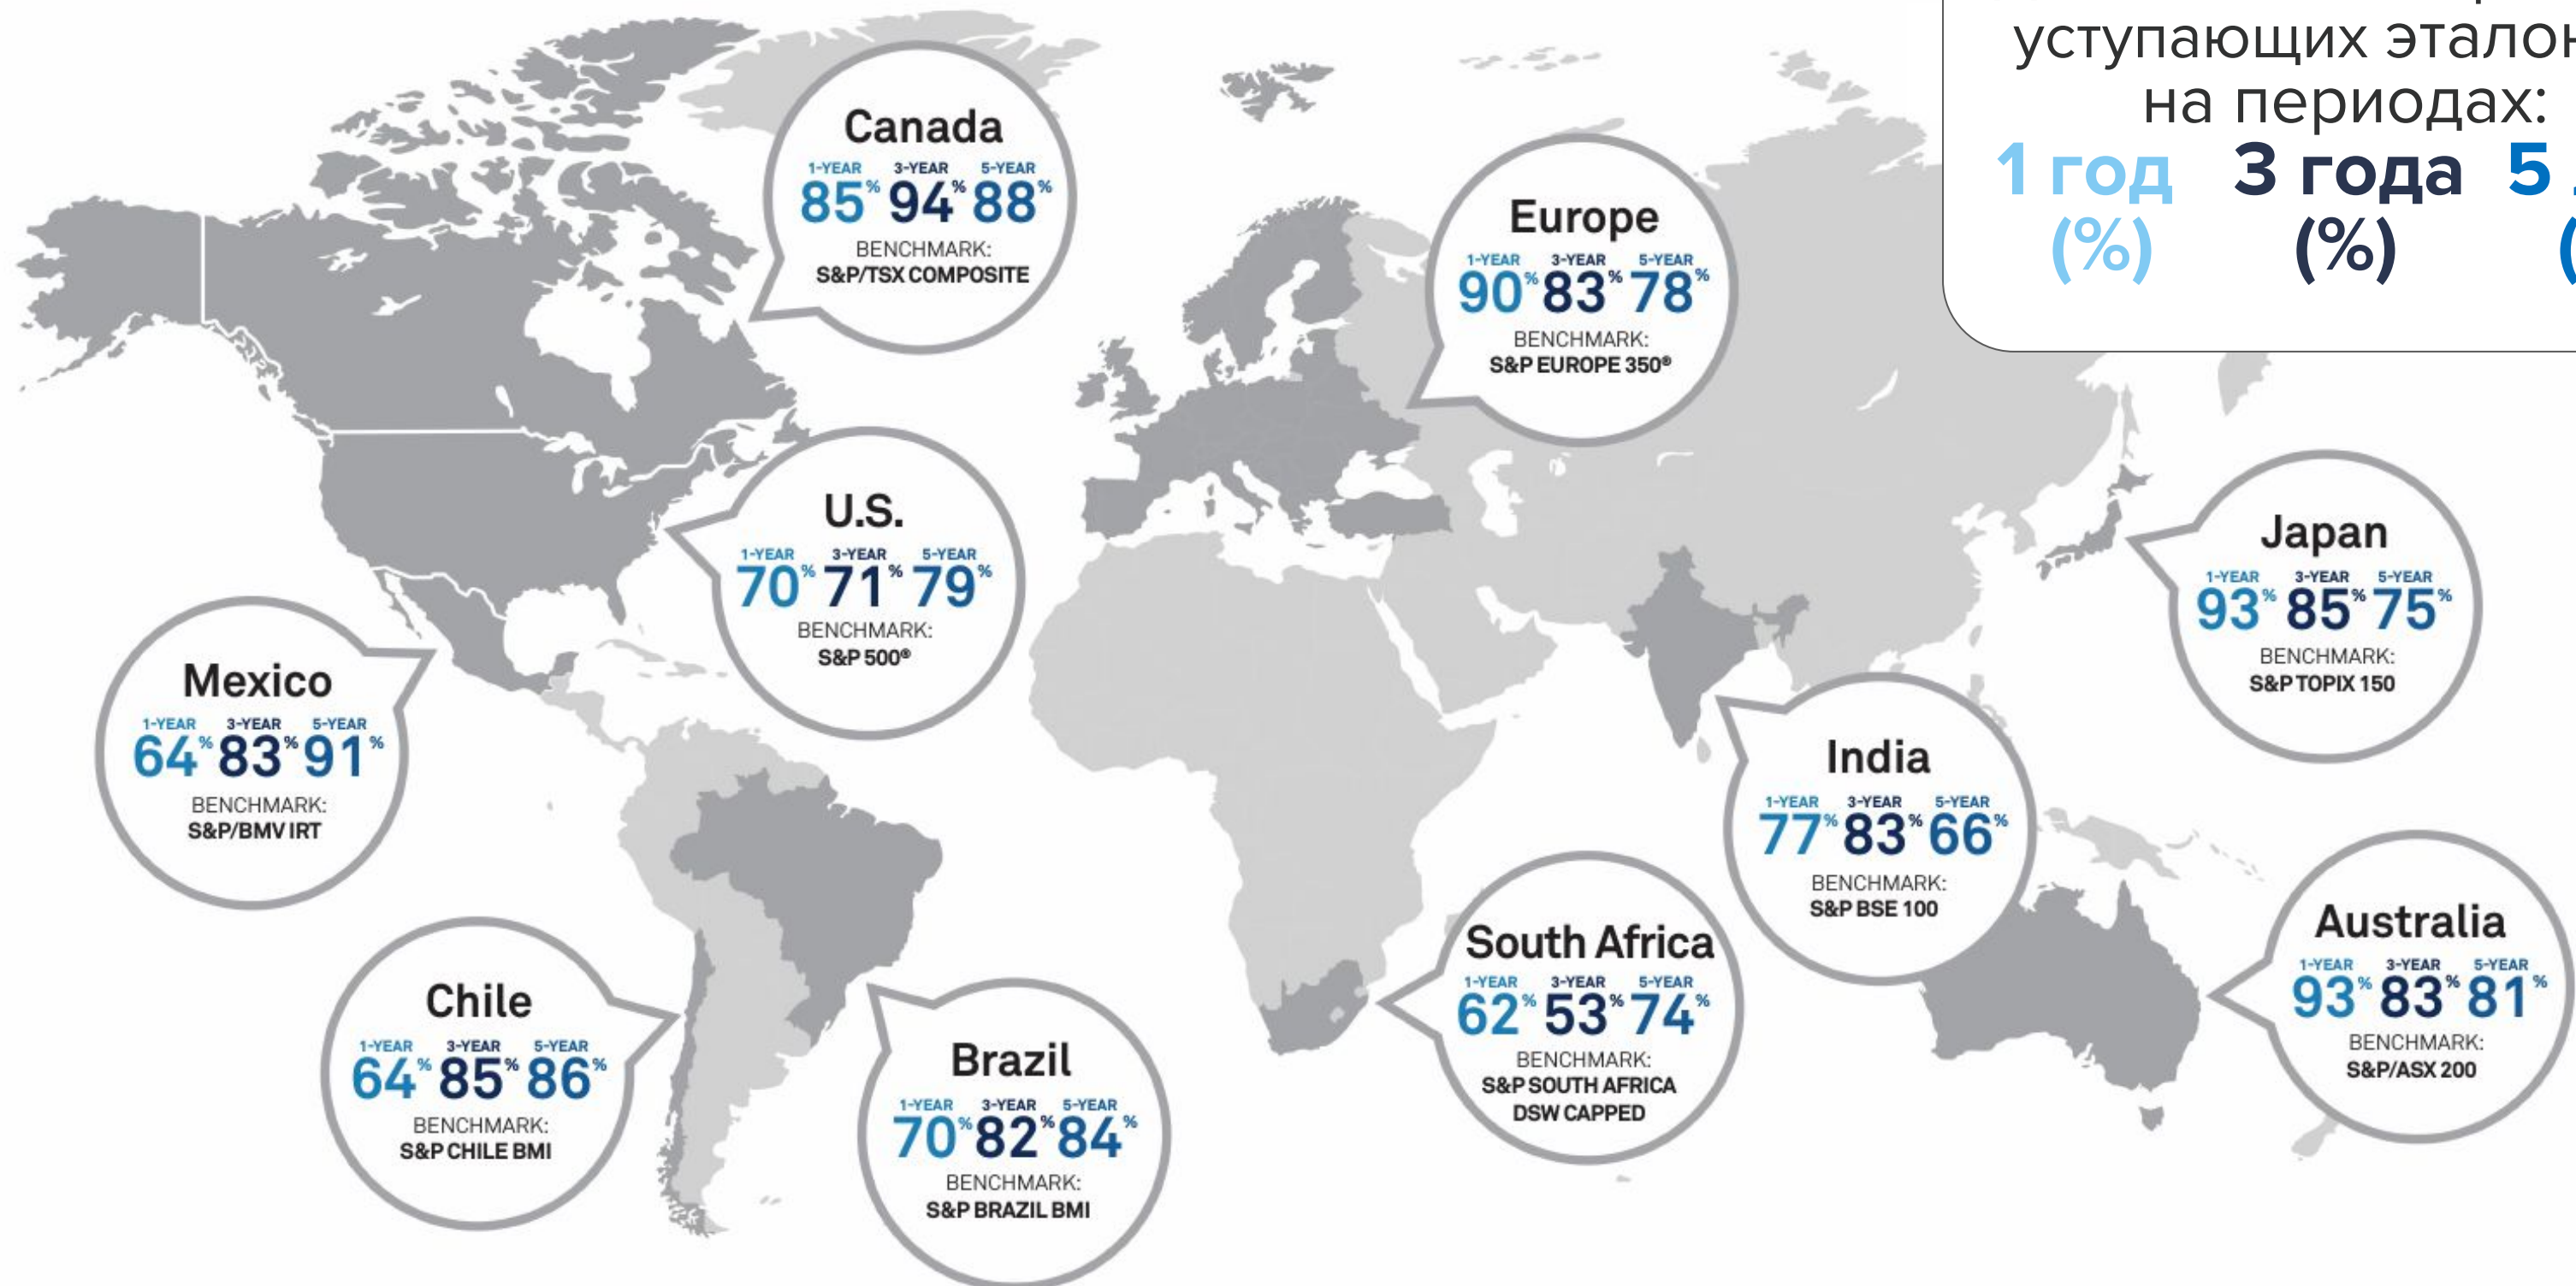 уступающих
на периодах:
1 год 3 года 5
(%) (%)
Canada
1-YEAR 3-YEAR 5-YEAR
85% 94% 88%
BENCHMARK:
S&P/TSX COMPOSITE
Europe
1-YEAR 3-YEAR 5-YEAR
90% 83% 78%
BENCHMARK:
S&P EUROPE 350®
U.S.
1-YEAR 3-YEAR 5-YEAR
70% 71% 79%
BENCHMARK:
S&P 500®
Japan
1-YEAR 3-YEAR 5-YEAR
93% 85% 75%
BENCHMARK:
S&P TOPIX 150
Mexico
1-YEAR 3-YEAR 5-YEAR
64% 83% 91%
BENCHMARK:
S&P/BMV IRT
India
1-YEAR 3-YEAR 5-YEAR
77% 83% 66%
BENCHMARK:
S&P BSE 100
South Africa
1-YEAR 3-YEAR 5-YEAR
62% 53% 74%
BENCHMARK:
S&P SOUTH AFRICA
DSW CAPPED
Australia
1-YEAR 3-YEAR 5-YEAR
93% 83% 81%
BENCHMARK:
S&P/ASX 200
Chile
1-YEAR 3-YEAR 5-YEAR
64% 85% 86%
BENCHMARK:
S&P CHILE BMI
Brazil
1-YEAR 3-YEAR 5-YEAR
70% 82% 84%
BENCHMARK:
S&P BRAZIL BMI